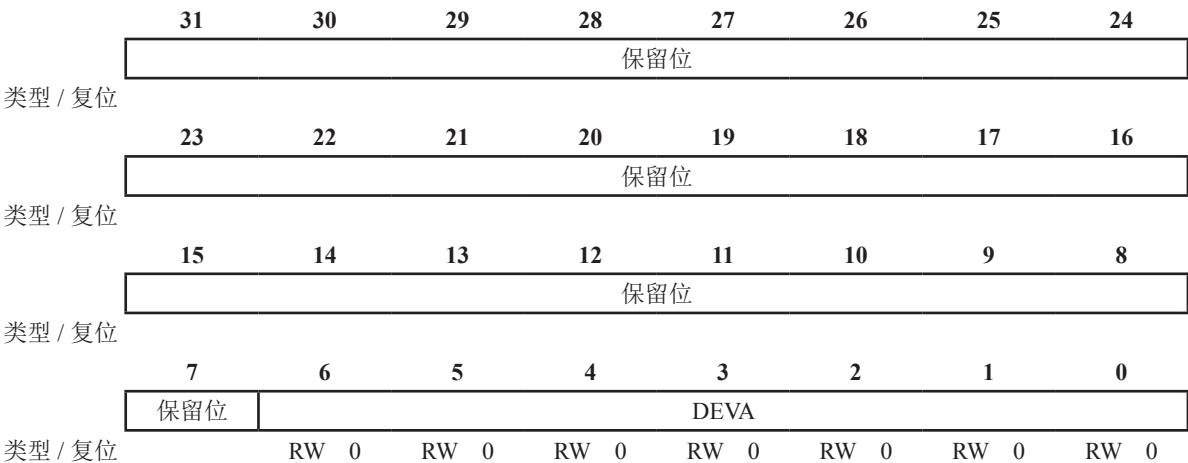 31 30 29 28 27 26 25 24
保留位
类型 / 复位
23 22 21 20 19 18 17 16
保留位
类型 / 复位
15 14 13 12 11 10 9 8
保留位
类型 / 复位
7 6 5 4 3 2 1 0
保留位 DEVA
类型 / 复位 RW 0 RW 0 RW 0 RW 0 RW 0 RW 0 RW 0